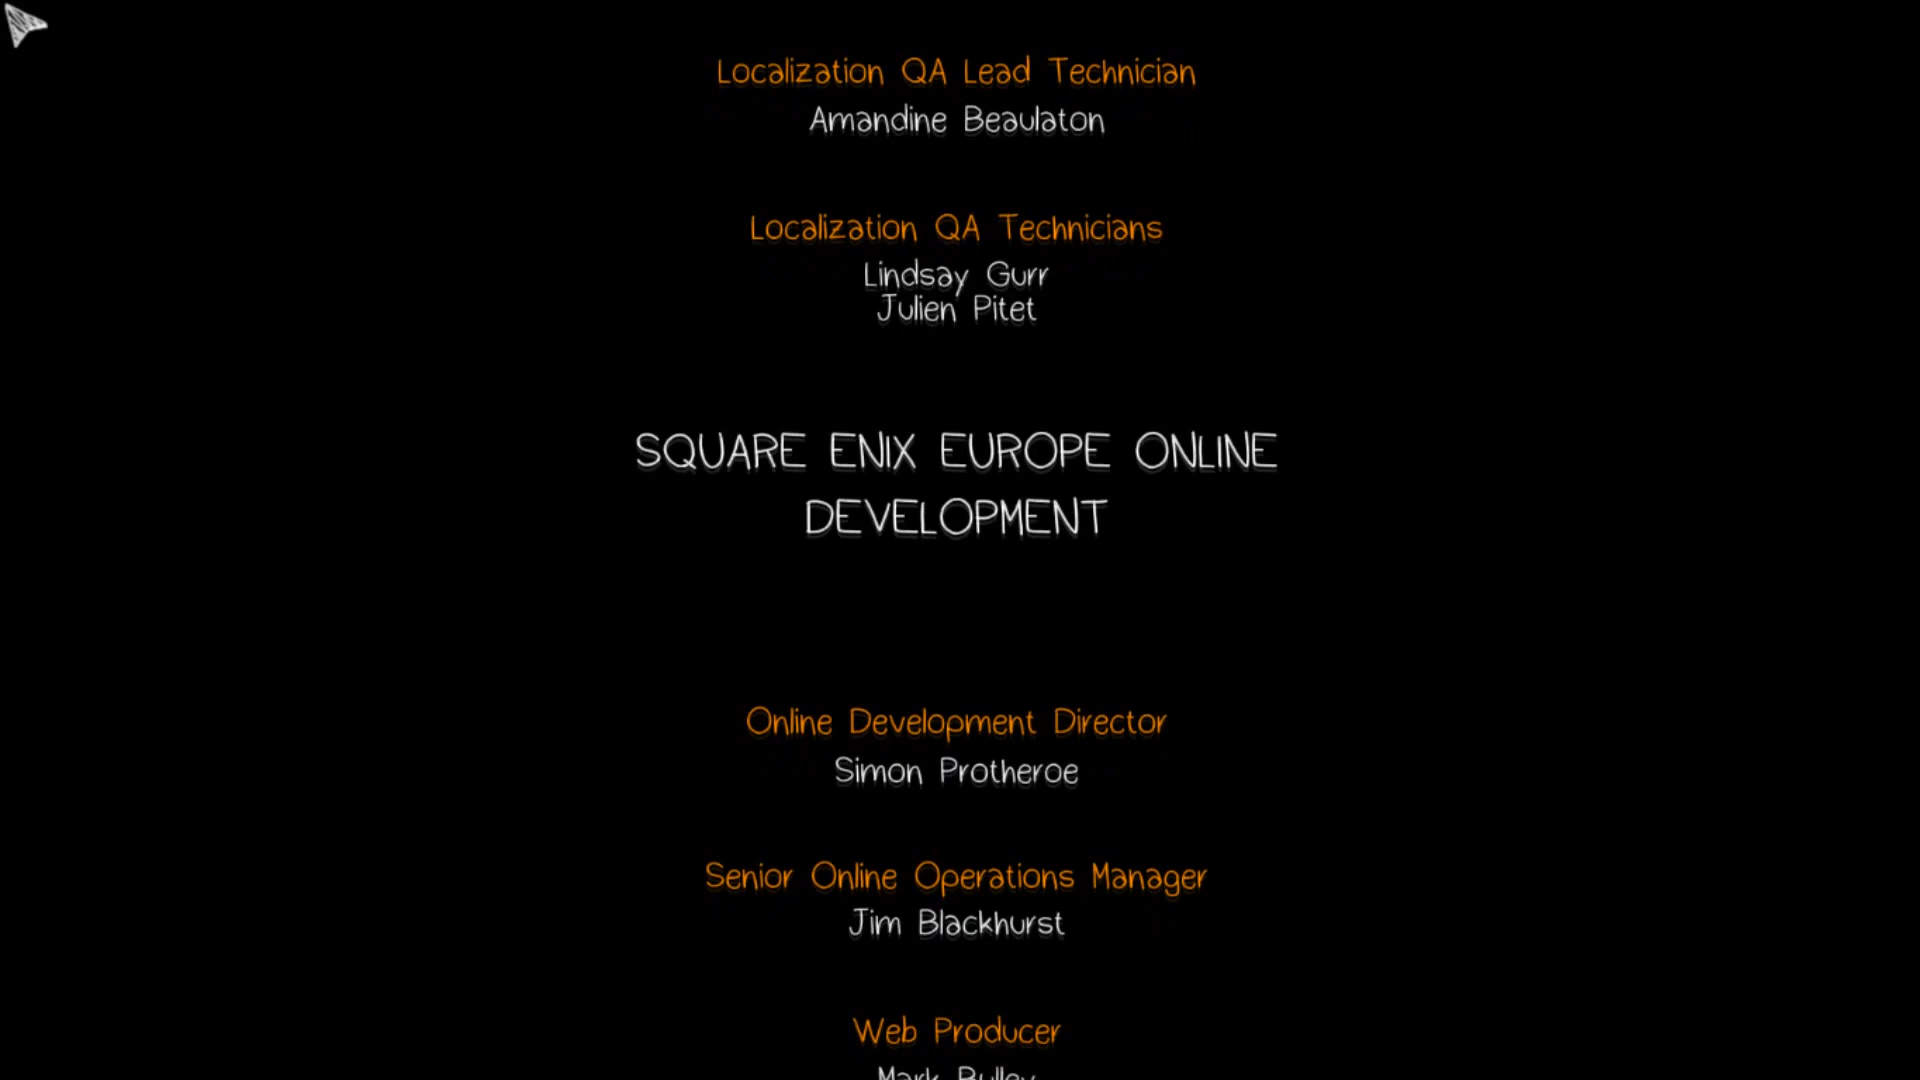 Localization QA Lead Technician
Amandine Beaulaton
Localization QA Technicians
Lindsay Gurr
Julien Pitet
SQUARE ENIX EUROPE ONLINE
DEVELOPMENT
Online Development Director
Simon Protheroe
Senior Online Operations Manager
Jim Blackhurst
Web Producer
Mark